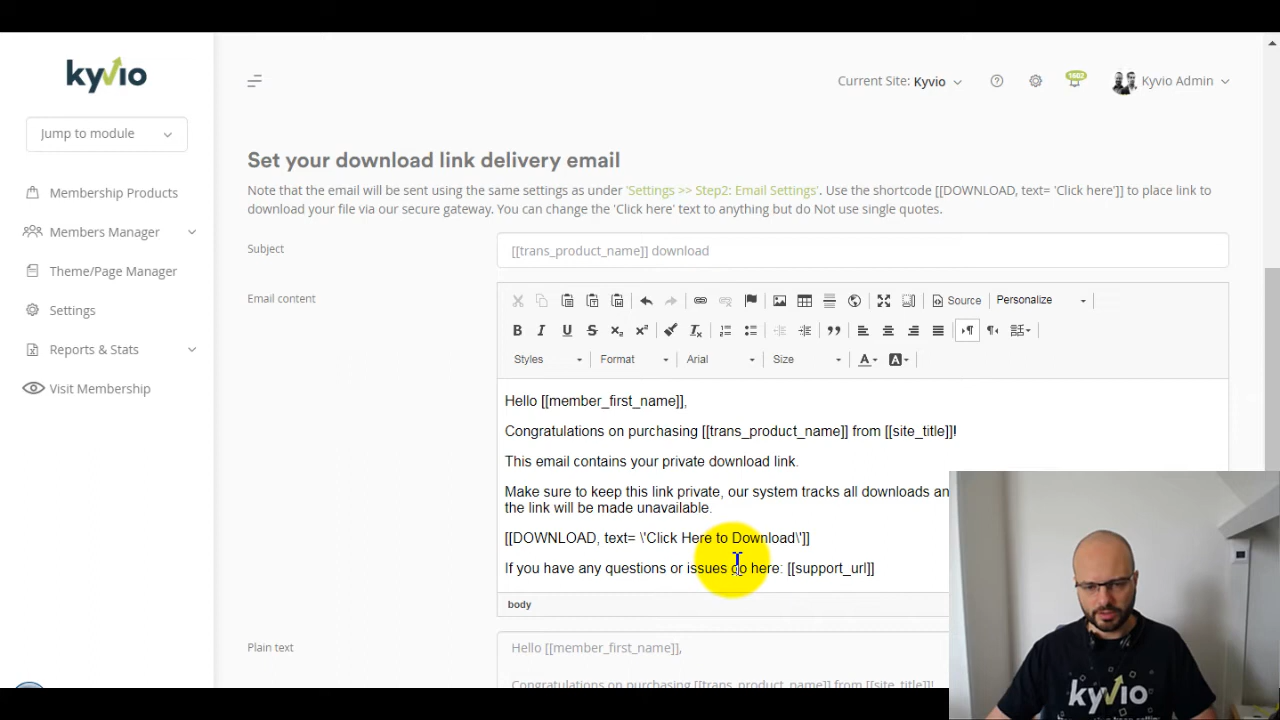 kyvio
Current Site: Kyvio
1602
Kyvio Admin
Jump to module
Membership Products
Members Manager
Theme/Page Manager
Settings
Reports & Stats
Visit Membership
Set your download link delivery email
Note that the email will be sent using the same settings as under 'Settings >> Step2: Email Settings'. Use the shortcode [[DOWNLOAD, text= 'Click here']] to place link to
download your file via our secure gateway. You can change the 'Click here' text to anything but do Not use single quotes.
Subject
[[trans_product_name]] download
Email content
Source
Personalize
Styles
Format
Arial
Size
Hello [[member_first_name]],
Congratulations on purchasing [[trans_product_name]] from [[site_title]]!
This email contains your private download link.
Make sure to keep this link private, our system tracks all downloads an
the link will be made unavailable.
[[DOWNLOAD, text= \'Click Here to Download\']]
If you have any questions or issues go here: [[support_url]]
body
Plain text
Hello [[member_first_name]],
Congratulations on purchasing [[trans_product_name]] from [[site_title]]!
kyvio